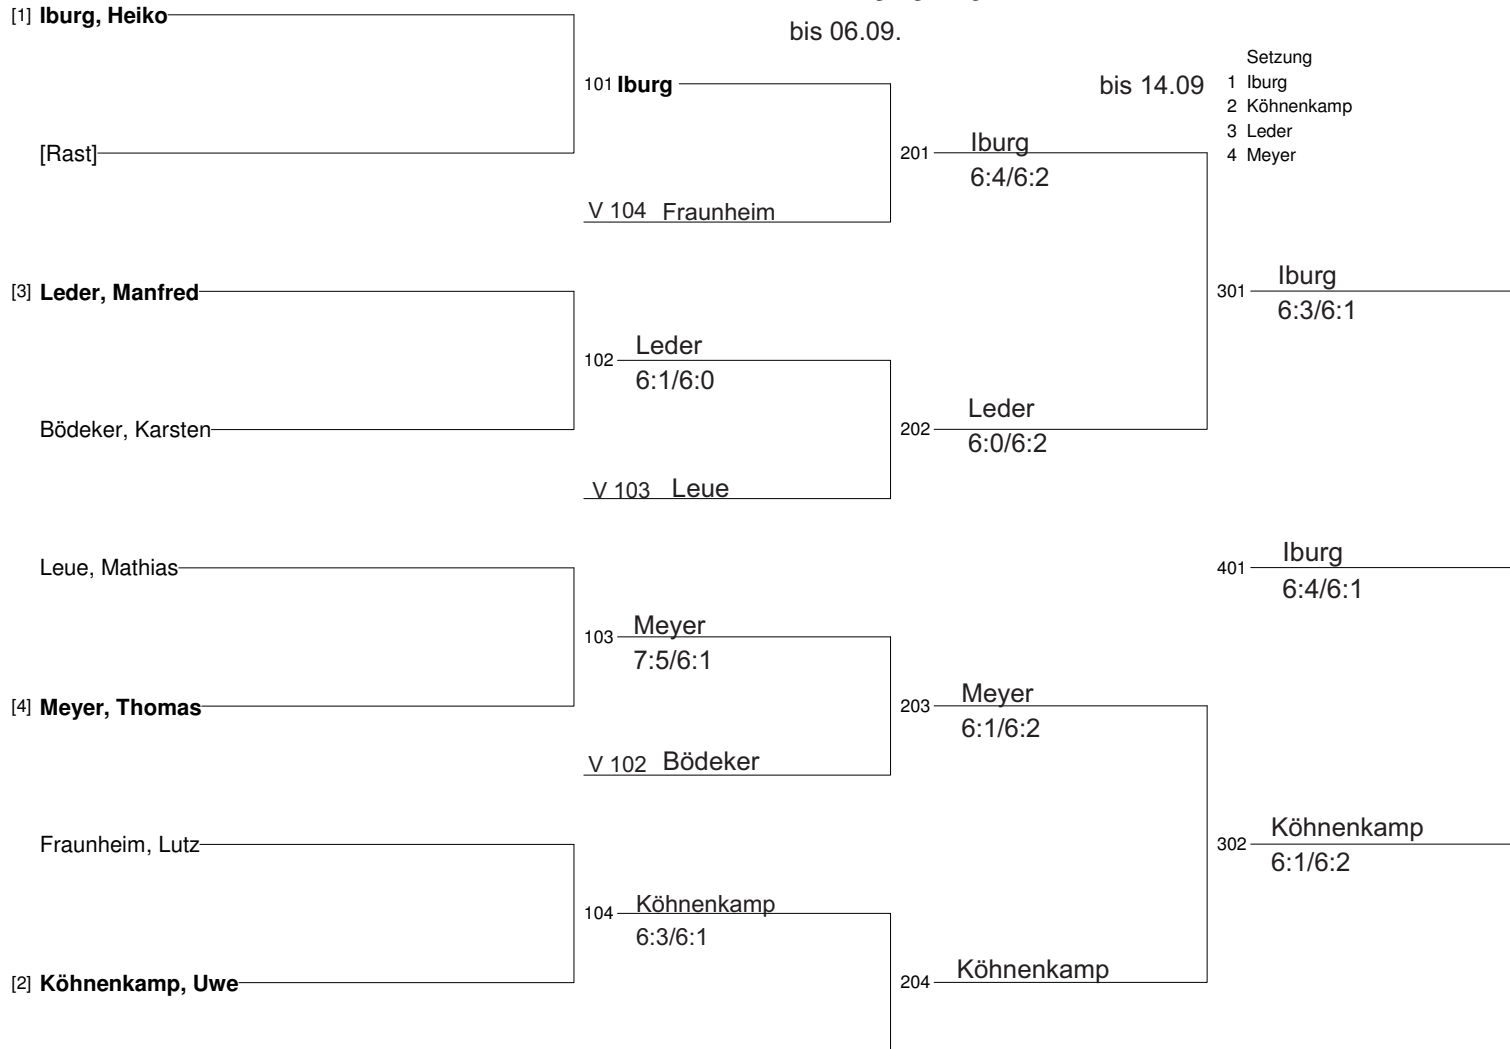 [1] Iburg, Heiko
bis 06.09.
Setzung
101 Iburg
bis 14.09
1 Iburg
2 Köhnenkamp
3 Leder
4 Meyer
[Rast]
201 Iburg
6:4/6:2
V 104 Fraunheim
[3] Leder, Manfred
301 Iburg
6:3/6:1
102 Leder
6:1/6:0
Bödeker, Karsten
202 Leder
6:0/6:2
V 103 Leue
Leue, Mathias
401 Iburg
6:4/6:1
103 Meyer
7:5/6:1
[4] Meyer, Thomas
203 Meyer
6:1/6:2
V 102 Bödeker
Fraunheim, Lutz
302 Köhnenkamp
6:1/6:2
104 Köhnenkamp
6:3/6:1
[2] Köhnenkamp, Uwe
204 Köhnenkamp